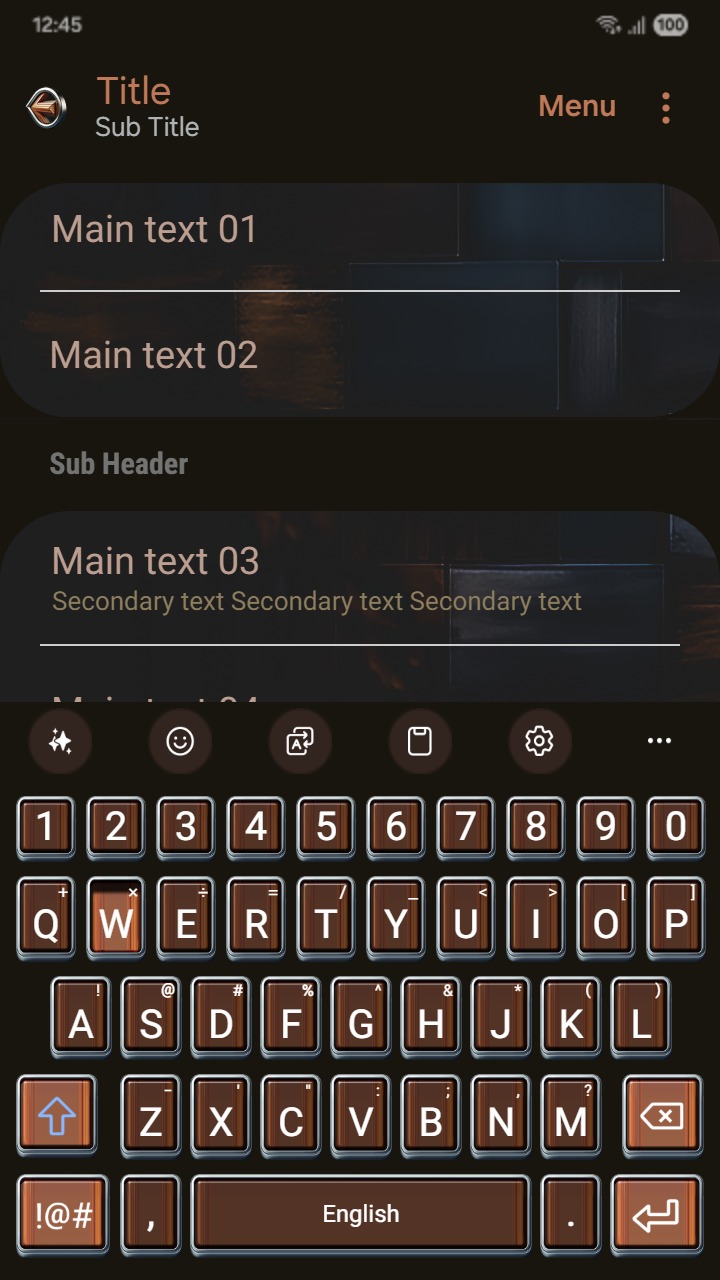 12:45
100
Title
Sub Title
Menu
Main text 01
Main text 02
Sub Header
Main text 03
Secondary text Secondary text Secondary text
1 2 3 4 5 6 7 8 9 0
+ × ÷ = / _ < > [ ]
Q W E R T Y U I O P
! @ # % ^ & * ( )
A S D F G H J K L
- ' " : ; , ?
Z X C V B N M
!@# , English .